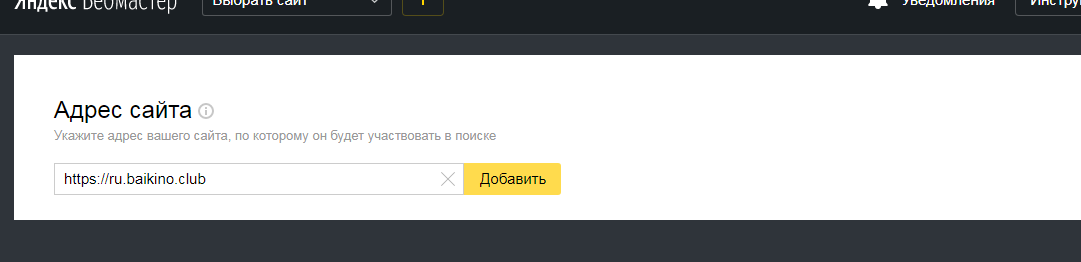 Яндекс Вебмастер
Выбрать сайт
Уведомления
Адрес сайта
Укажите адрес вашего сайта, по которому он будет участвовать в поиске
https://ru.baikino.club
Добавить